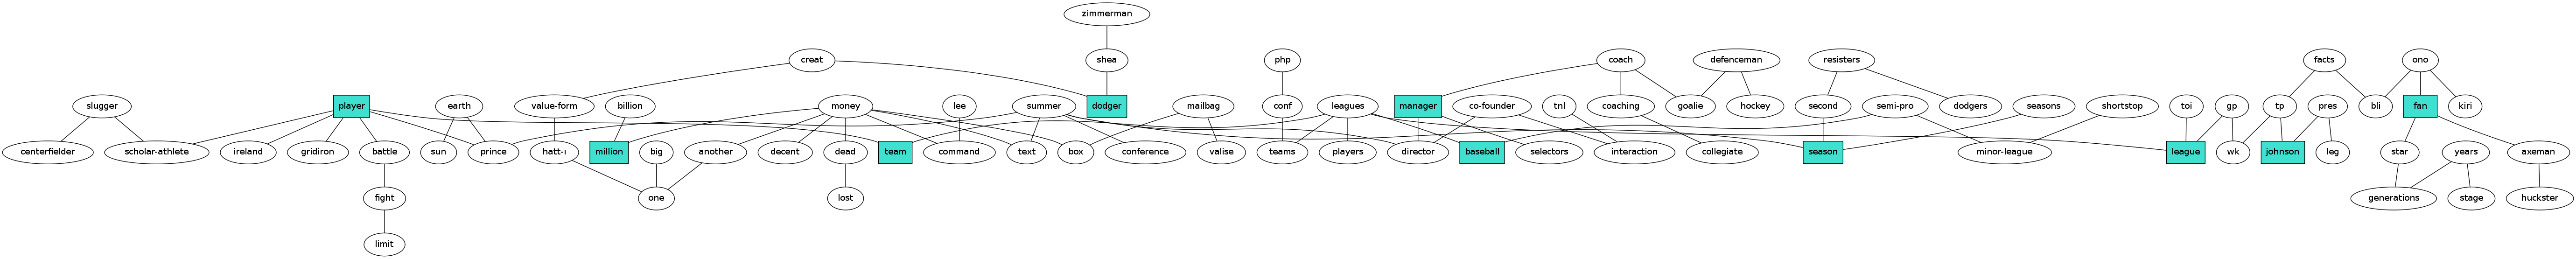 zimmerman
creat
shea
php
coach
defenceman
resisters
facts
ono
slugger
player
earth
value-form
billion
money
lee
summer
dodger
mailbag
conf
leagues
manager
co-founder
tnl
coaching
goalie
hockey
second
semi-pro
dodgers
seasons
shortstop
toi
gp
tp
pres
bli
fan
kiri
centerfielder
scholar-athlete
ireland
gridiron
battle
sun
prince
hatt-ı
million
big
another
decent
dead
team
command
text
box
conference
valise
teams
players
director
baseball
selectors
interaction
collegiate
season
minor-league
league
wk
johnson
leg
star
years
axeman
fight
one
lost
generations
stage
huckster
limit